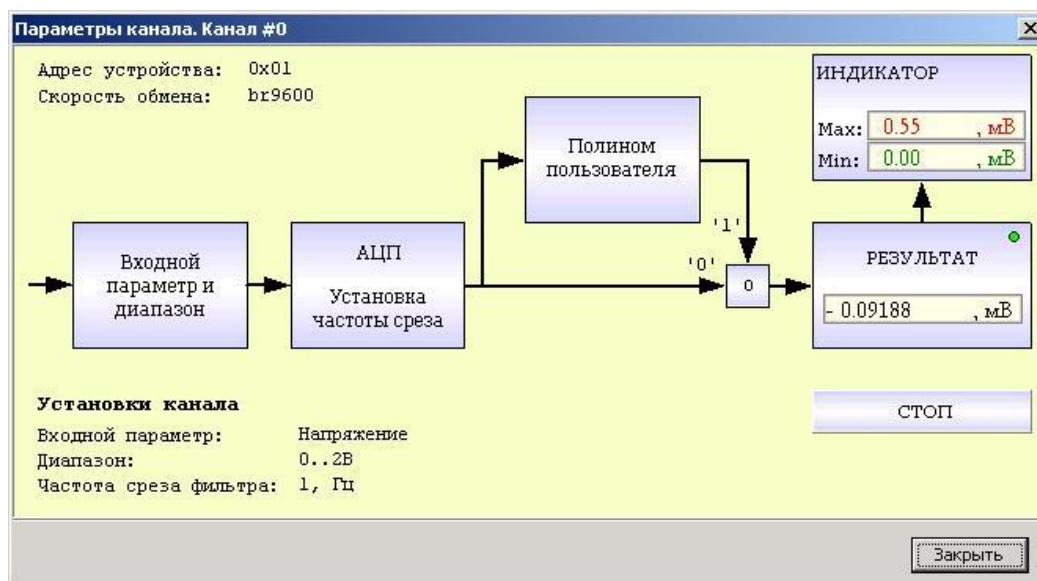 Параметры канала. Канал #0
Адрес устройства: 0x01
Скорость обмена: br9600
ИНДИКАТОР
Max: 0.55 , мВ
Min: 0.00 , мВ
Полином
пользователя
'1'
'0'
0
Входной
параметр и
диапазон
АЦП
Установка
частоты среза
РЕЗУЛЬТАТ
- 0.09188 , мВ
Установки канала
Входной параметр: Напряжение
Диапазон: 0..2В
Частота среза фильтра: 1, Гц
СТОП
Закрыть